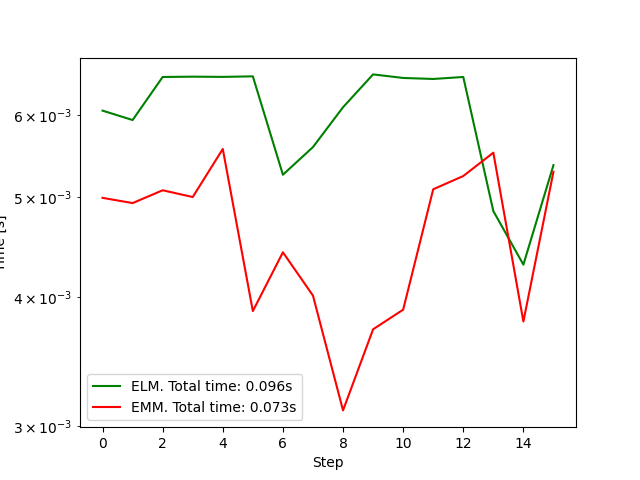 6 × 10⁻³
5 × 10⁻³
4 × 10⁻³
3 × 10⁻³
[s]
ELM. Total time: 0.096s
EMM. Total time: 0.073s
0 2 4 6 8 10 12 14
Step